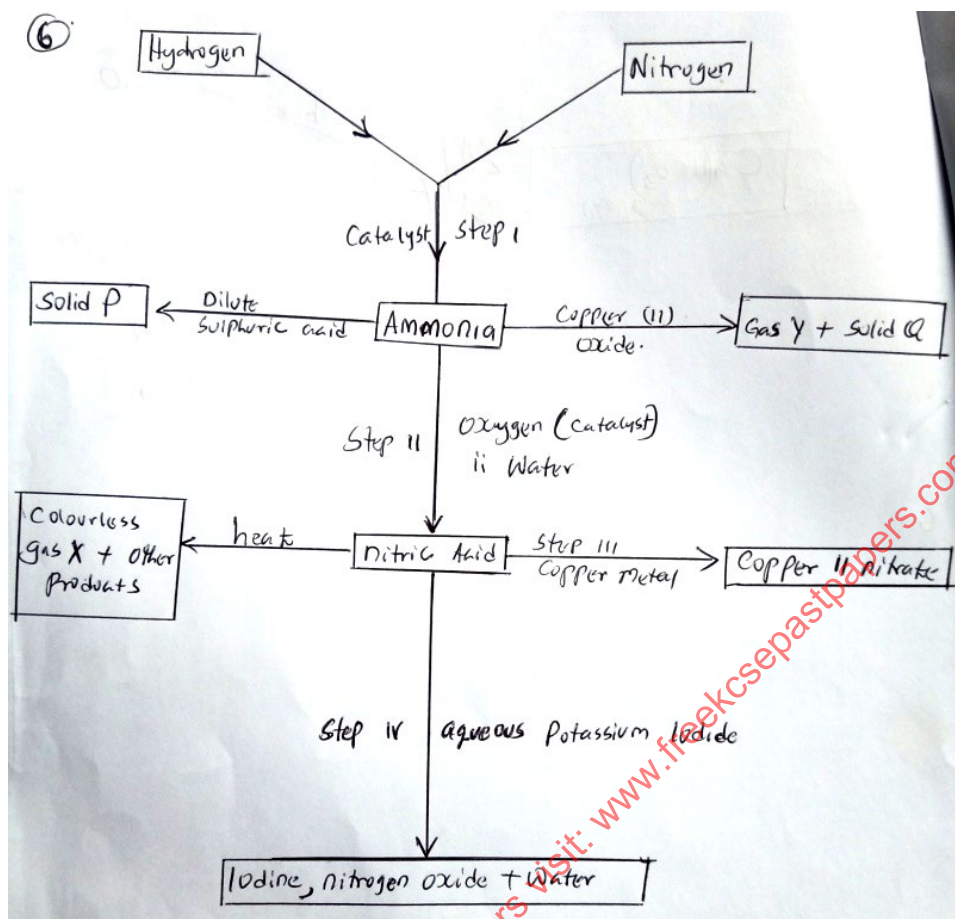 6
Hydrogen
Nitrogen
Catalyst Step I
Solid P
Dilute
Sulphuric acid
Ammonia
Copper (II)
Oxide.
Gas Y + Solid Q
Step II
Oxygen (Catalyst)
ii Water
Colourless
gas X + other
Products
heat
nitric Acid
Step III
Copper Metal
Copper II nitrate
Step IV aqueous Potassium Iodide
Iodine, nitrogen oxide + Water
rs visit: www.freekcsepastpapers.com